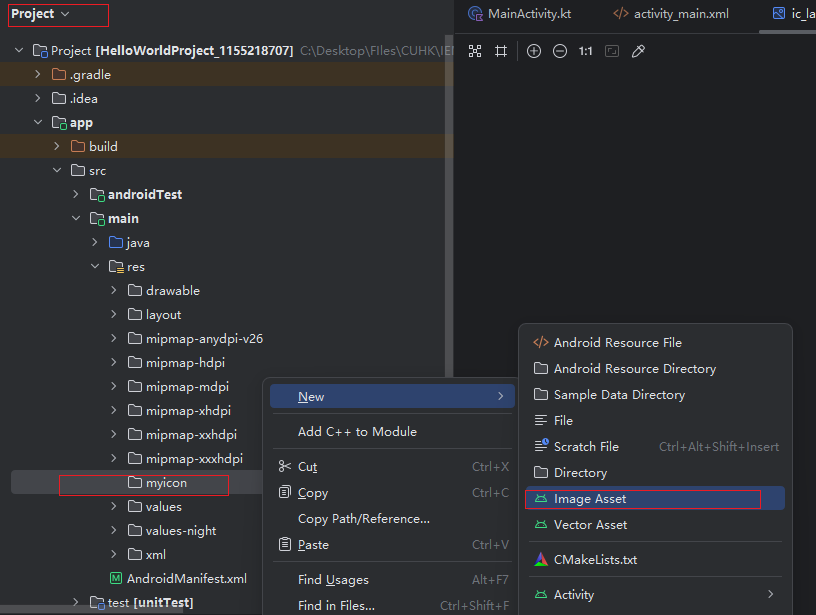 Project
MainActivity.kt
activity_main.xml
ic_la
Project [HelloWorldProject_1155218707] C:\Desktop\FIles\CUHK\IE
1:1
.gradle
.idea
app
build
src
androidTest
main
java
res
drawable
layout
mipmap-anydpi-v26
mipmap-hdpi
mipmap-mdpi
mipmap-xhdpi
mipmap-xxhdpi
mipmap-xxxhdpi
myicon
values
values-night
xml
AndroidManifest.xml
test [unitTest]
New
Add C++ to Module
Cut Ctrl+X
Copy Ctrl+C
Copy Path/Reference...
Paste Ctrl+V
Find Usages Alt+F7
Find in Files... Ctrl+Shift+F
Android Resource File
Android Resource Directory
Sample Data Directory
File
Scratch File Ctrl+Alt+Shift+Insert
Directory
Image Asset
Vector Asset
CMakeLists.txt
Activity